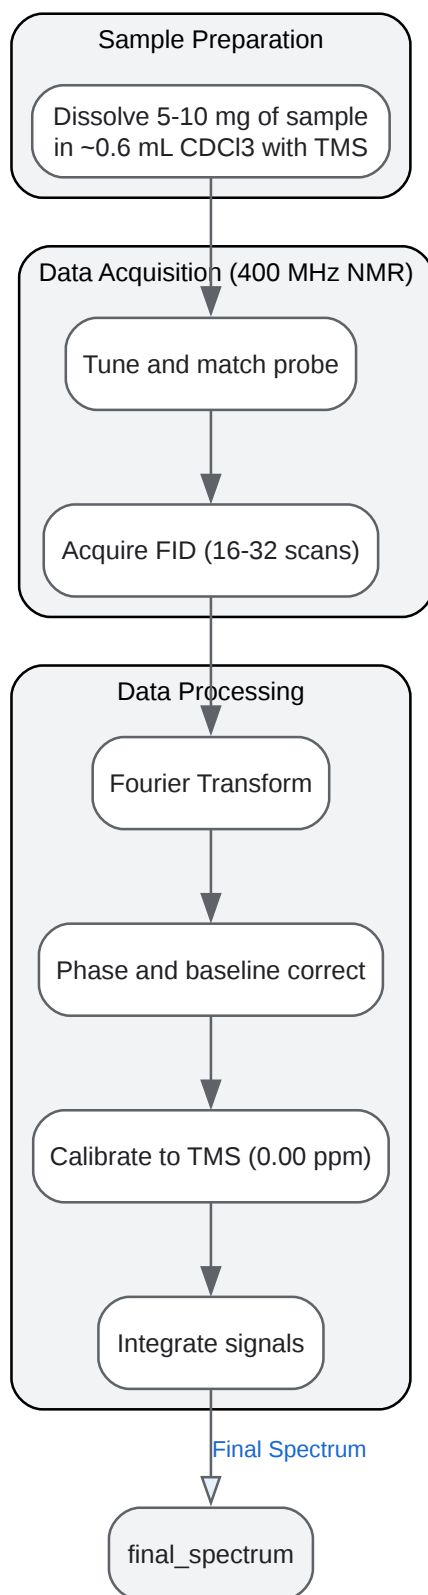 Sample Preparation
Dissolve 5-10 mg of sample
in ~0.6 mL CDCl3 with TMS
Data Acquisition (400 MHz NMR)
Tune and match probe
Acquire FID (16-32 scans)
Data Processing
Fourier Transform
Phase and baseline correct
Calibrate to TMS (0.00 ppm)
Integrate signals
Final Spectrum
final_spectrum